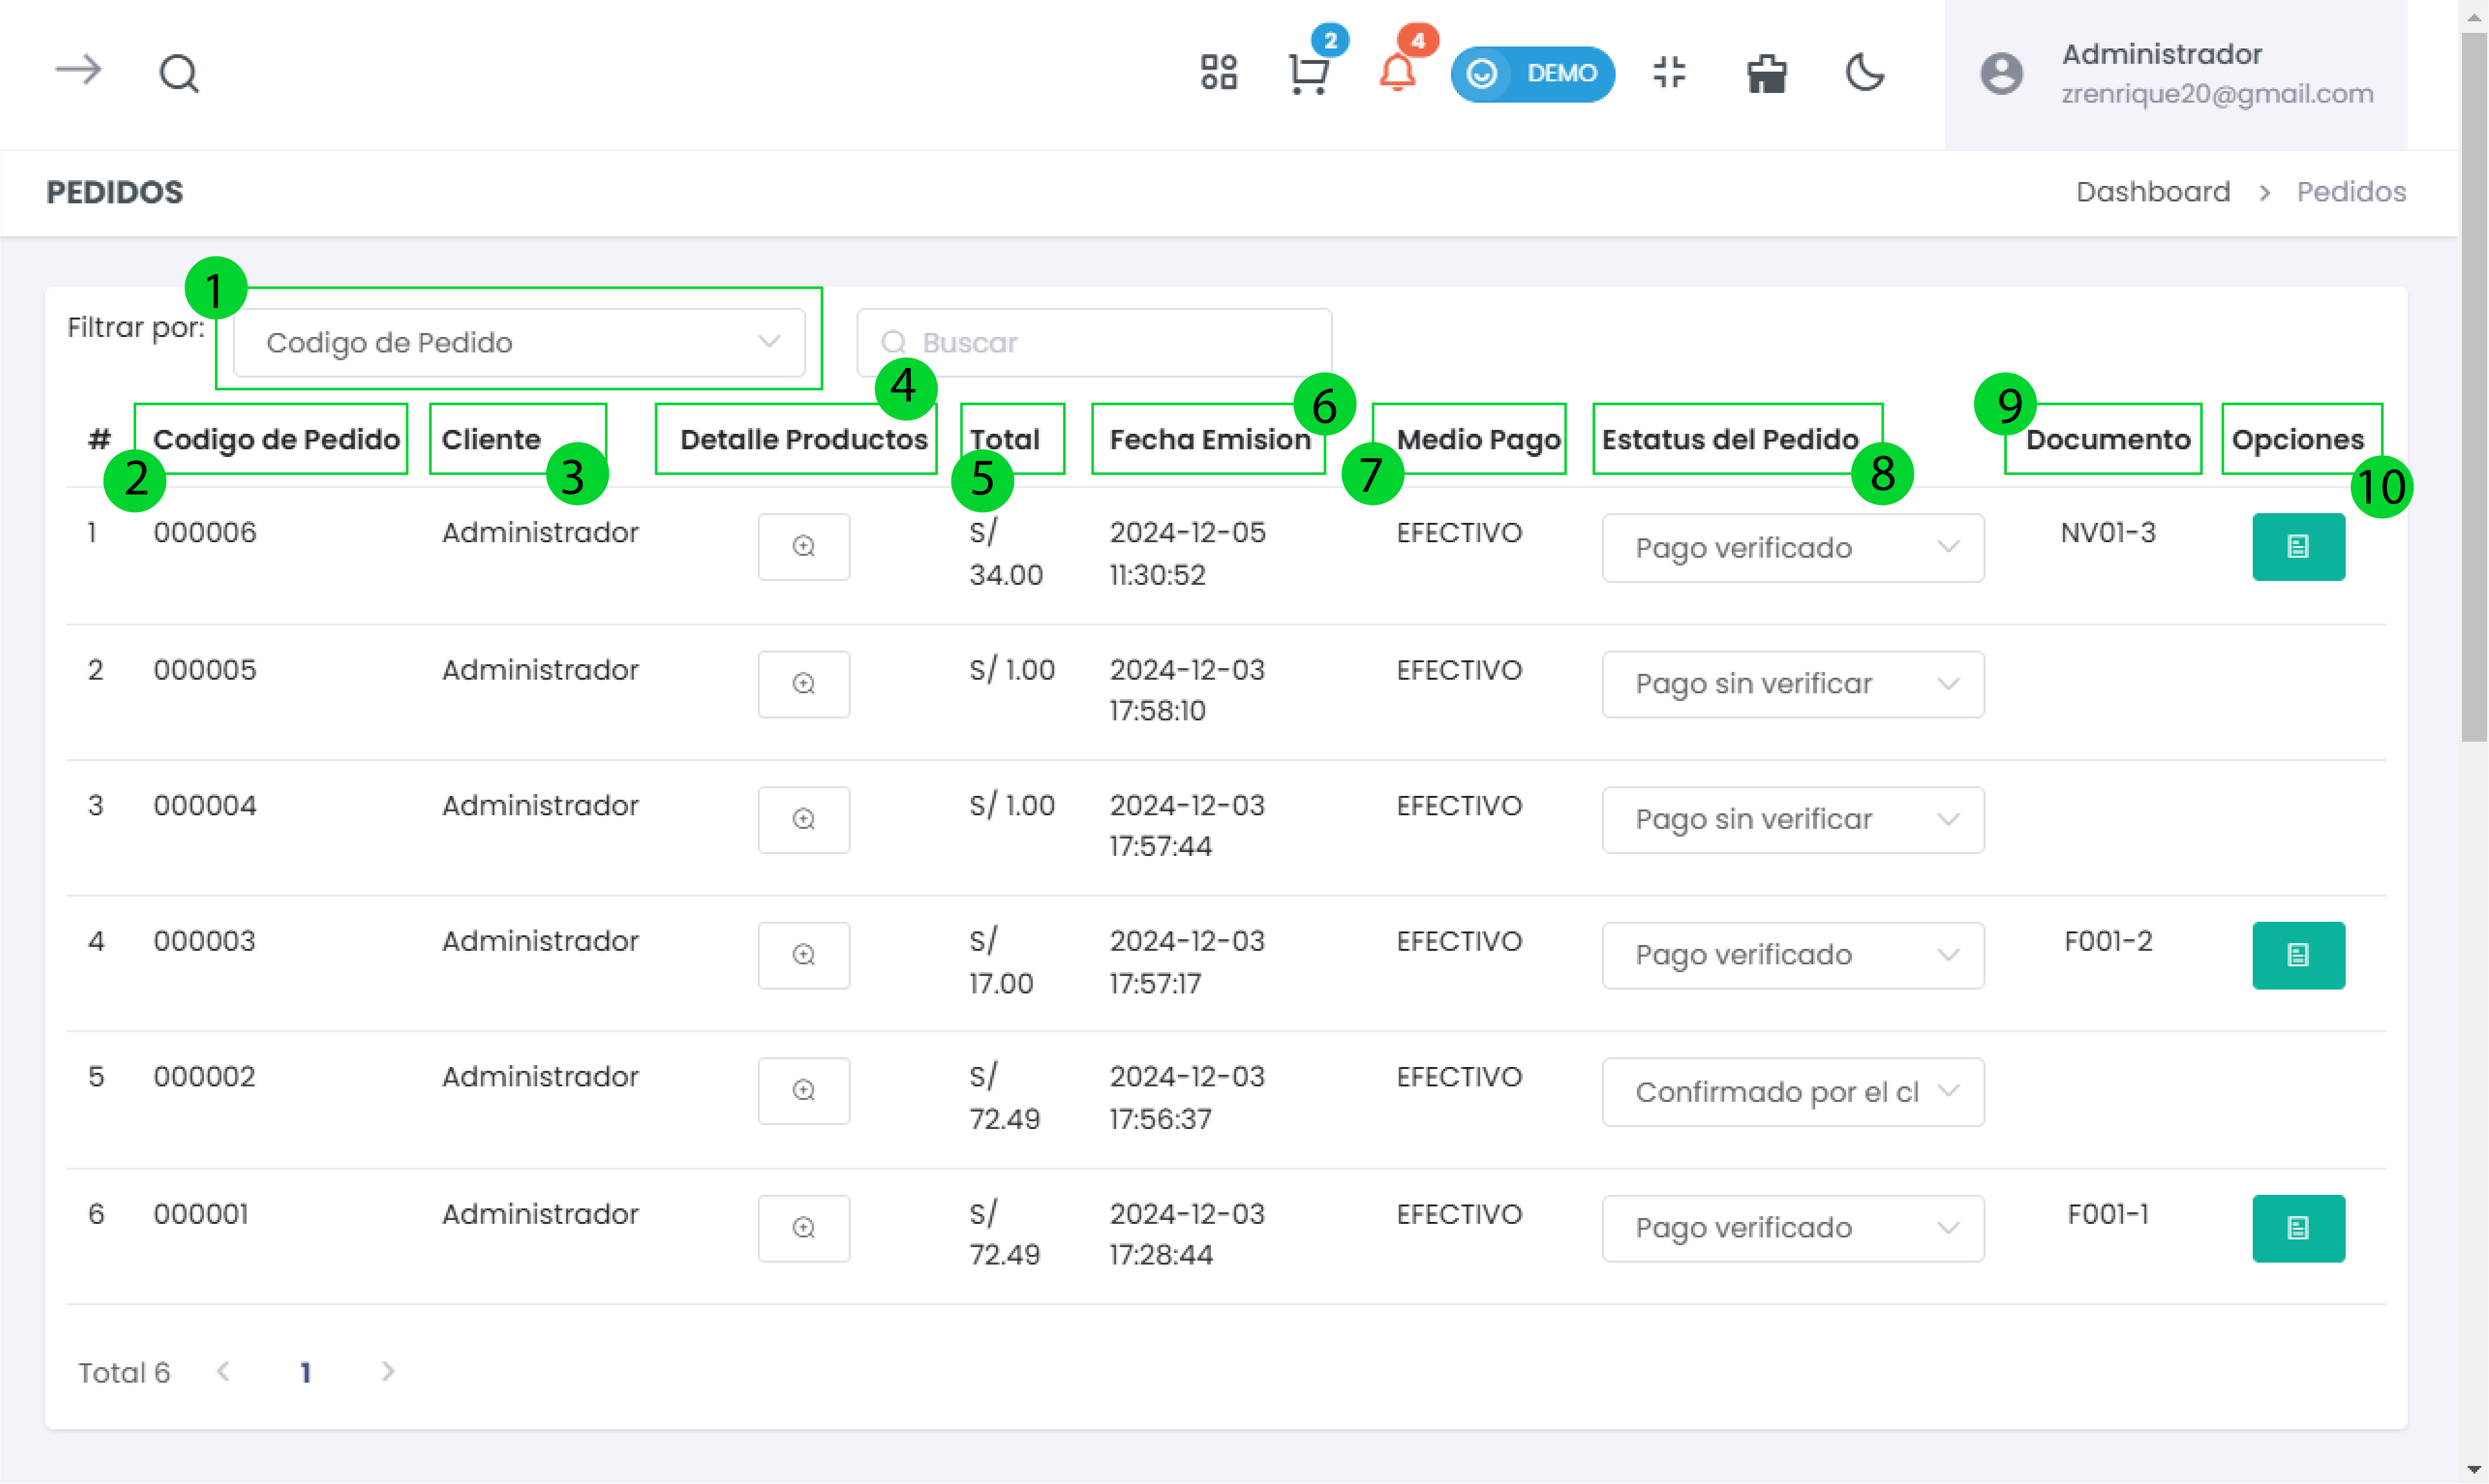 2
4
DEMO
Administrador
zrenrique20@gmail.com
PEDIDOS
Dashboard > Pedidos
1
Filtrar por:
Codigo de Pedido
Buscar
# Codigo de Pedido Cliente Detalle Productos Total Fecha Emision Medio Pago Estatus del Pedido Documento Opciones
2 3 4 5 6 7 8 9 10
1 000006 Administrador S/ 34.00 2024-12-05 11:30:52 EFECTIVO Pago verificado NV01-3
2 000005 Administrador S/ 1.00 2024-12-03 17:58:10 EFECTIVO Pago sin verificar
3 000004 Administrador S/ 1.00 2024-12-03 17:57:44 EFECTIVO Pago sin verificar
4 000003 Administrador S/ 17.00 2024-12-03 17:57:17 EFECTIVO Pago verificado F001-2
5 000002 Administrador S/ 72.49 2024-12-03 17:56:37 EFECTIVO Confirmado por el cl
6 000001 Administrador S/ 72.49 2024-12-03 17:28:44 EFECTIVO Pago verificado F001-1
Total 6 < 1 >